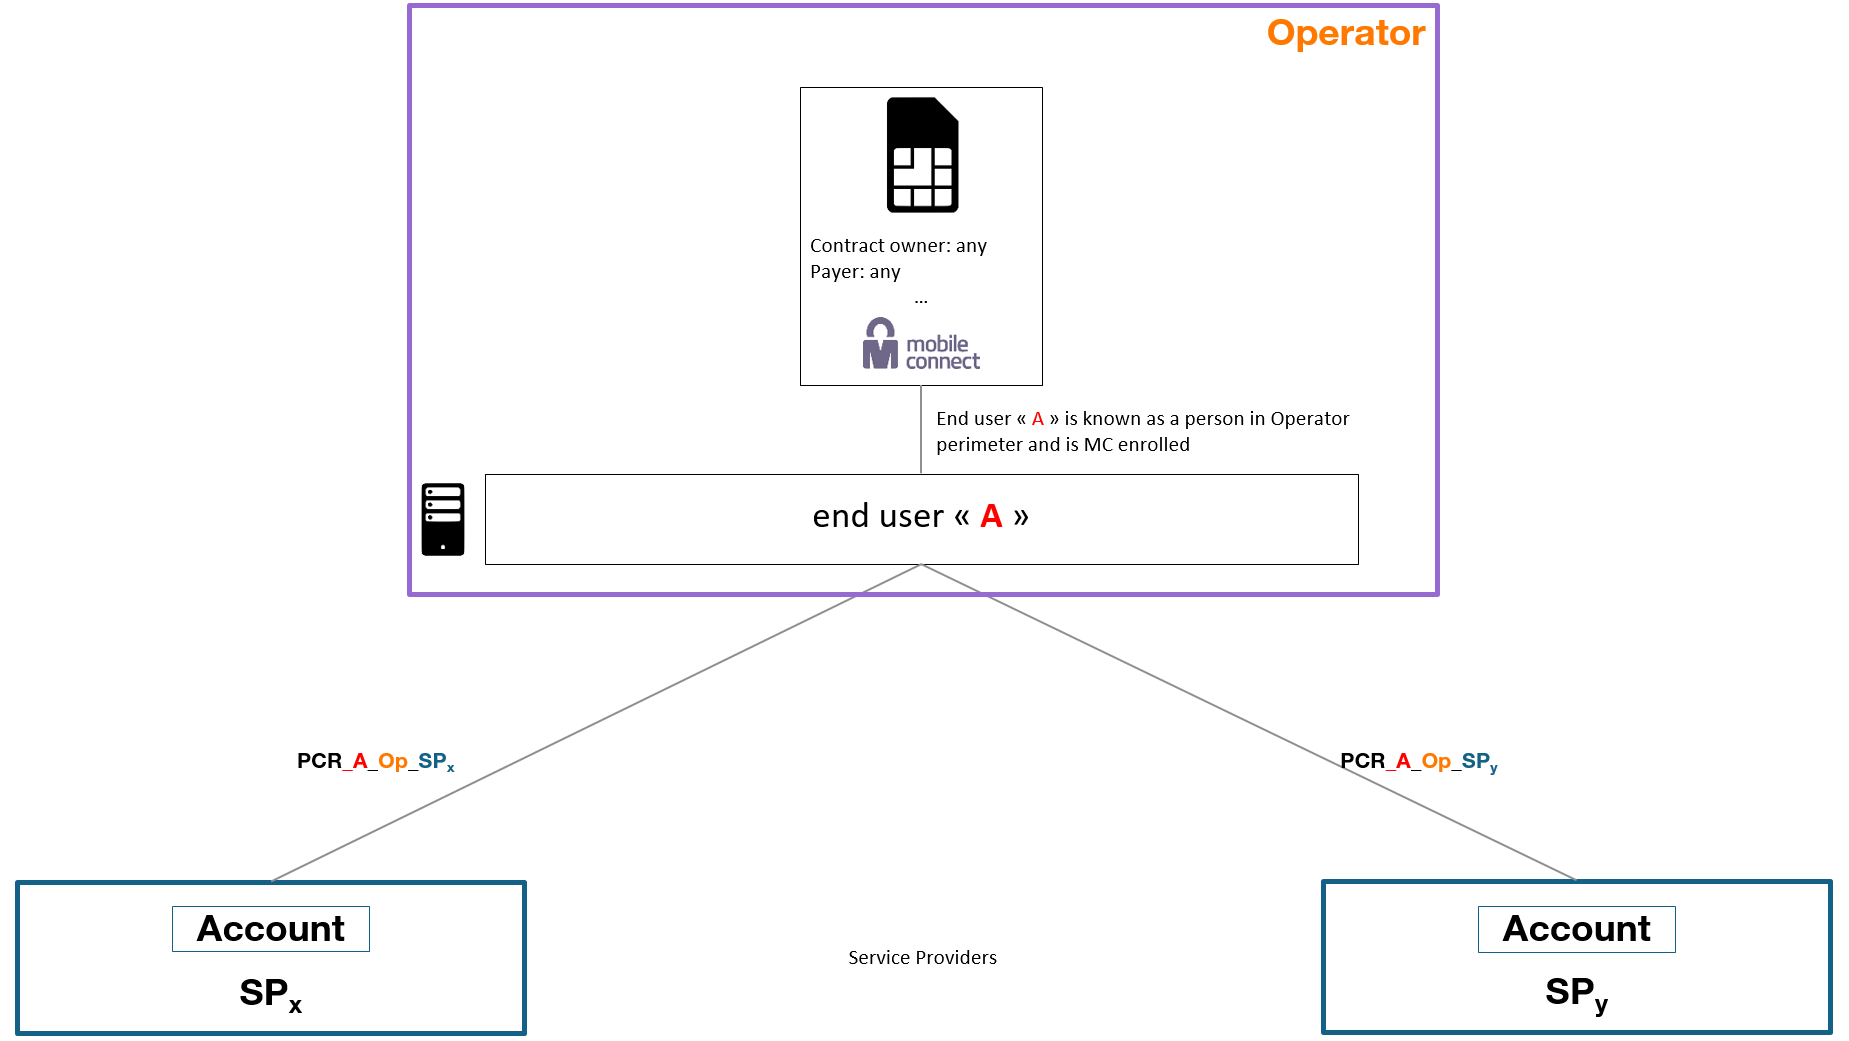 Operator
Contract owner: any
Payer: any
...
mobile
connect
End user « A » is known as a person in Operator
perimeter and is MC enrolled
end user « A »
PCR_A_Op_SPx
PCR_A_Op_SPy
Account
SPx
Service Providers
Account
SPy